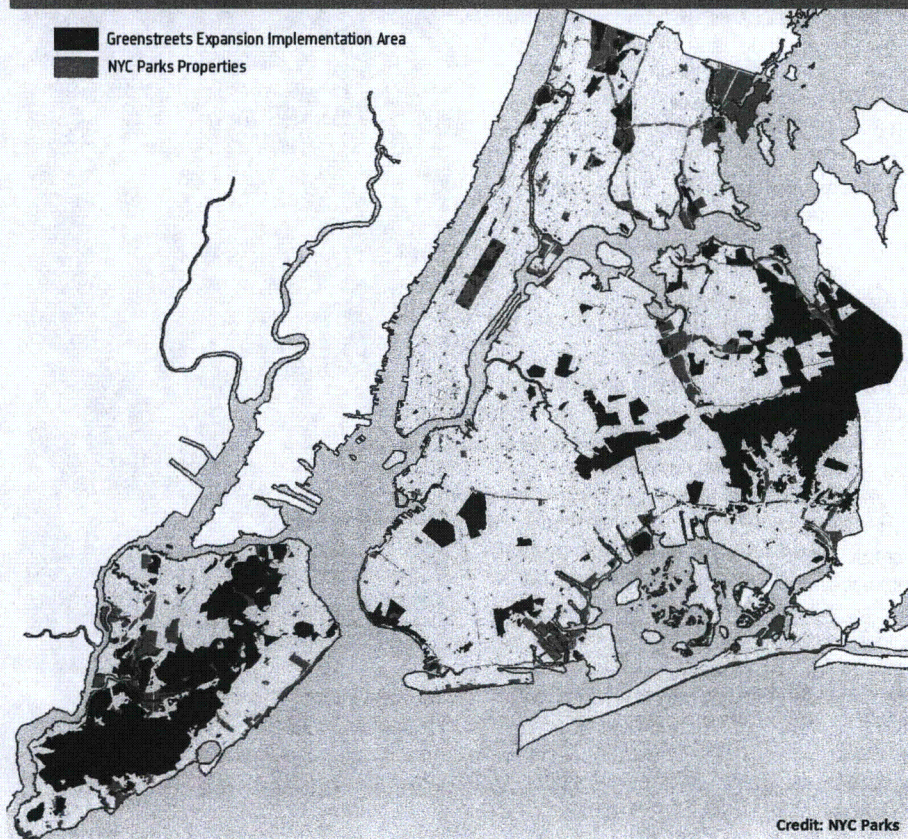 Greenstreets Expansion Implementation Area
NYC Parks Properties
Credit: NYC Parks